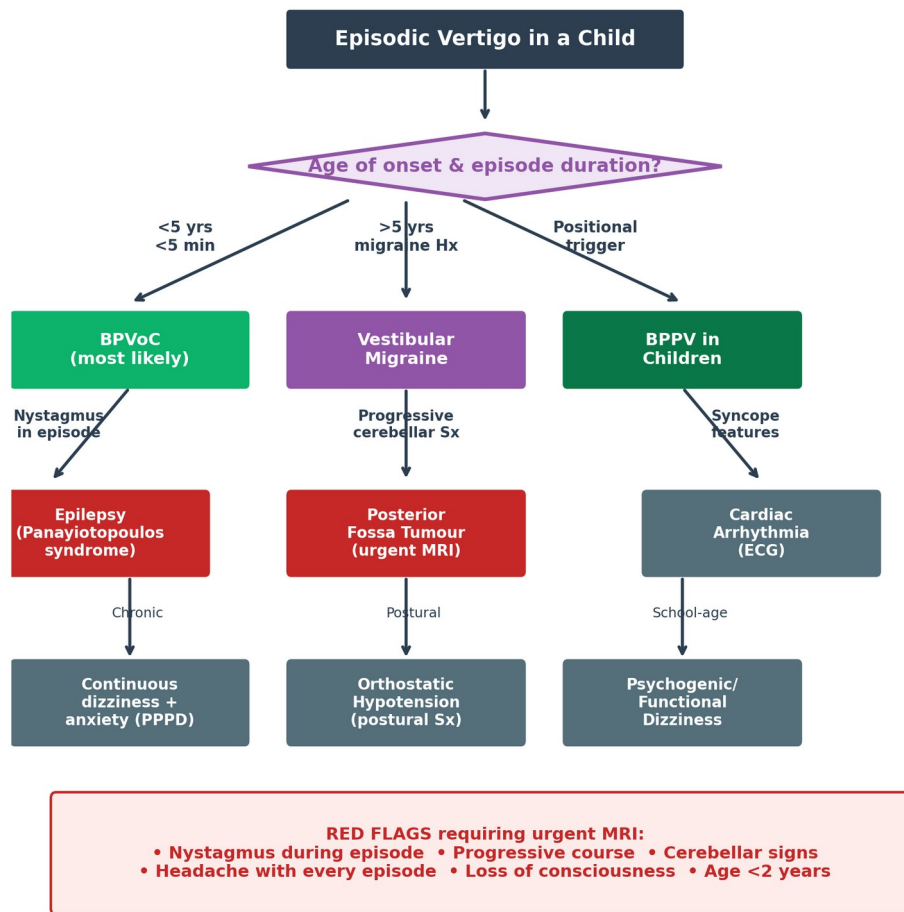 Episodic Vertigo in a Child
Age of onset & episode duration?
<5 yrs
<5 min
>5 yrs
migraine Hx
Positional
trigger
BPVoC
(most likely)
Vestibular
Migraine
BPPV in
Children
Nystagmus
in episode
Progressive
cerebellar Sx
Syncope
features
Epilepsy
(Panayiotopoulos
syndrome)
Posterior
Fossa Tumour
(urgent MRI)
Cardiac
Arrhythmia
(ECG)
Chronic
Postural
School-age
Continuous
dizziness +
anxiety (PPPD)
Orthostatic
Hypotension
(postural Sx)
Psychogenic/
Functional
Dizziness
RED FLAGS requiring urgent MRI:
• Nystagmus during episode • Progressive course • Cerebellar signs
• Headache with every episode • Loss of consciousness • Age <2 years